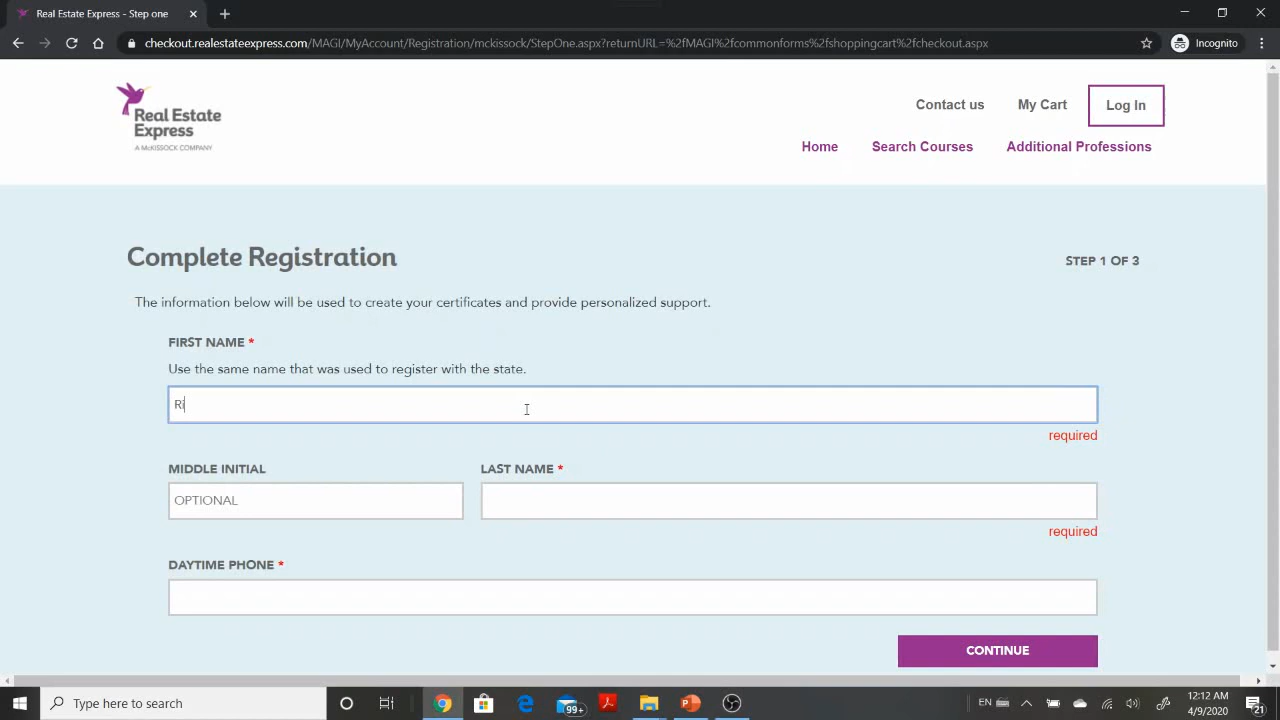 Real Estate Express - Step one
checkout.realestateexpress.com/MAGI/MyAccount/Registration/mckissock/StepOne.aspx?returnURL=%2fMAGI%2fcommonforms%2fshoppingcart%2fcheckout.aspx
Incognito
Real Estate
Express
A McKISSOCK COMPANY
Contact us
My Cart
Log In
Home
Search Courses
Additional Professions
Complete Registration
STEP 1 OF 3
The information below will be used to create your certificates and provide personalized support.
FIRST NAME *
Use the same name that was used to register with the state.
Ri
required
MIDDLE INITIAL
LAST NAME *
OPTIONAL
required
DAYTIME PHONE *
CONTINUE
Type here to search
99+
EN
12:12 AM
4/9/2020
21